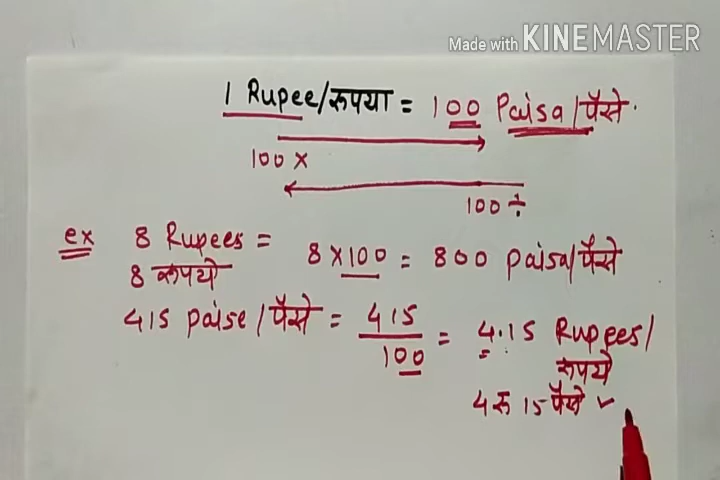 Made with KINEMASTER
1 Rupee/रुपया = 100 Paisa/पैसे.
100 ×
100 ÷
ex 8 Rupees = 8 × 100 = 800 paisa/पैसे
8 रूपये
415 paise/पैसे = 415/100 = 4.15 Rupees/
रूपये
4 रू 15 पैसे ✓